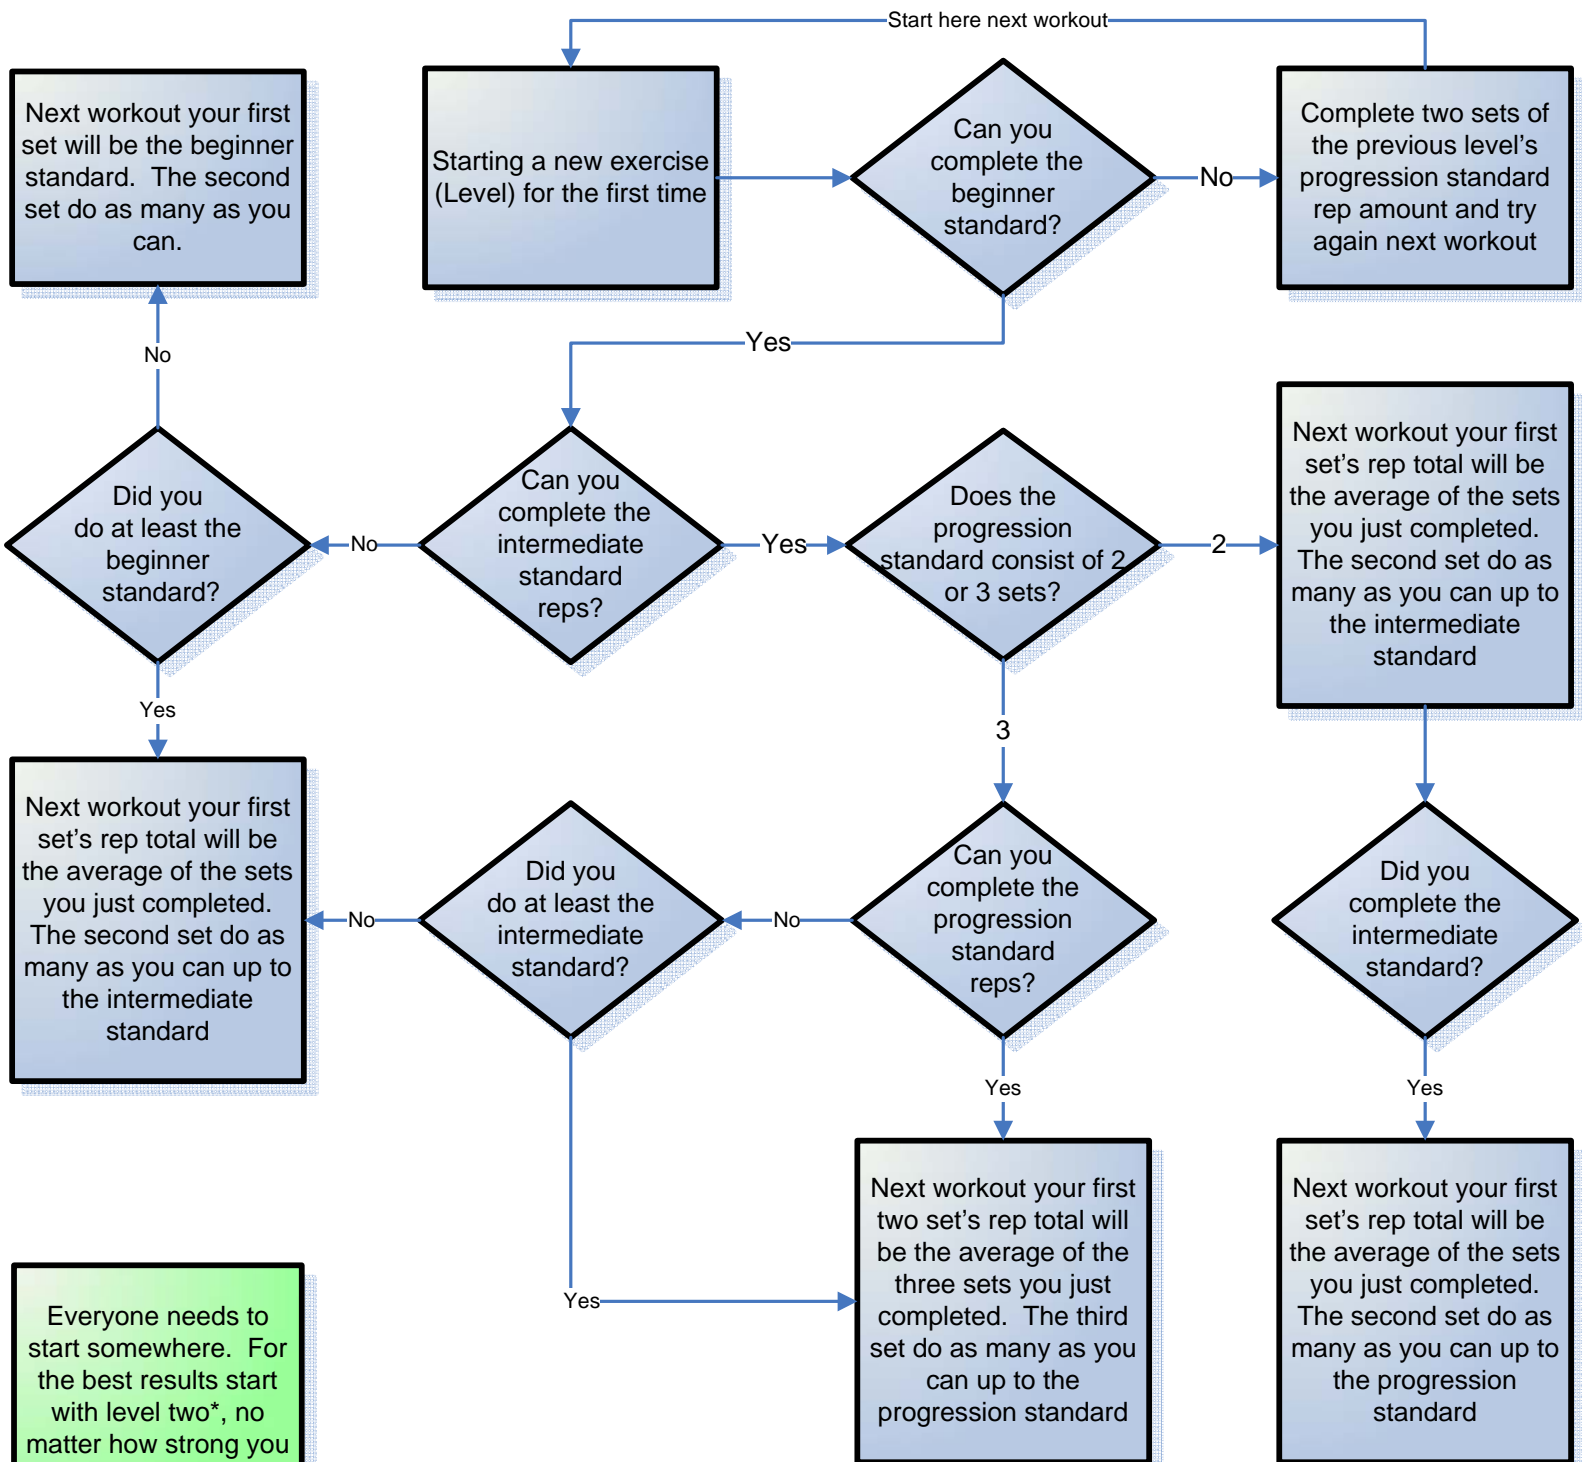 Start here next workout
Next workout your first
set will be the beginner
standard.  The second
set do as many as you
can.
Starting a new exercise
(Level) for the first time
Can you
complete the
beginner
standard?
No
Complete two sets of
the previous level's
progression standard
rep amount and try
again next workout
Yes
No
Did you
do at least the
beginner
standard?
No
Can you
complete the
intermediate
standard
reps?
Yes
Does the
progression
standard consist of 2
or 3 sets?
2
Next workout your first
set's rep total will be
the average of the sets
you just completed.
The second set do as
many as you can up to
the intermediate
standard
Yes
3
Next workout your first
set's rep total will be
the average of the sets
you just completed.
The second set do as
many as you can up to
the intermediate
standard
No
Did you
do at least the
intermediate
standard?
No
Can you
complete the
progression
standard
reps?
Did you
complete the
intermediate
standard?
Yes
Yes
Yes
Next workout your first
two set's rep total will
be the average of the
three sets you just
completed.  The third
set do as many as you
can up to the
progression standard
Next workout your first
set's rep total will be
the average of the sets
you just completed.
The second set do as
many as you can up to
the progression
standard
Everyone needs to
start somewhere.  For
the best results start
with level two*, no
matter how strong you